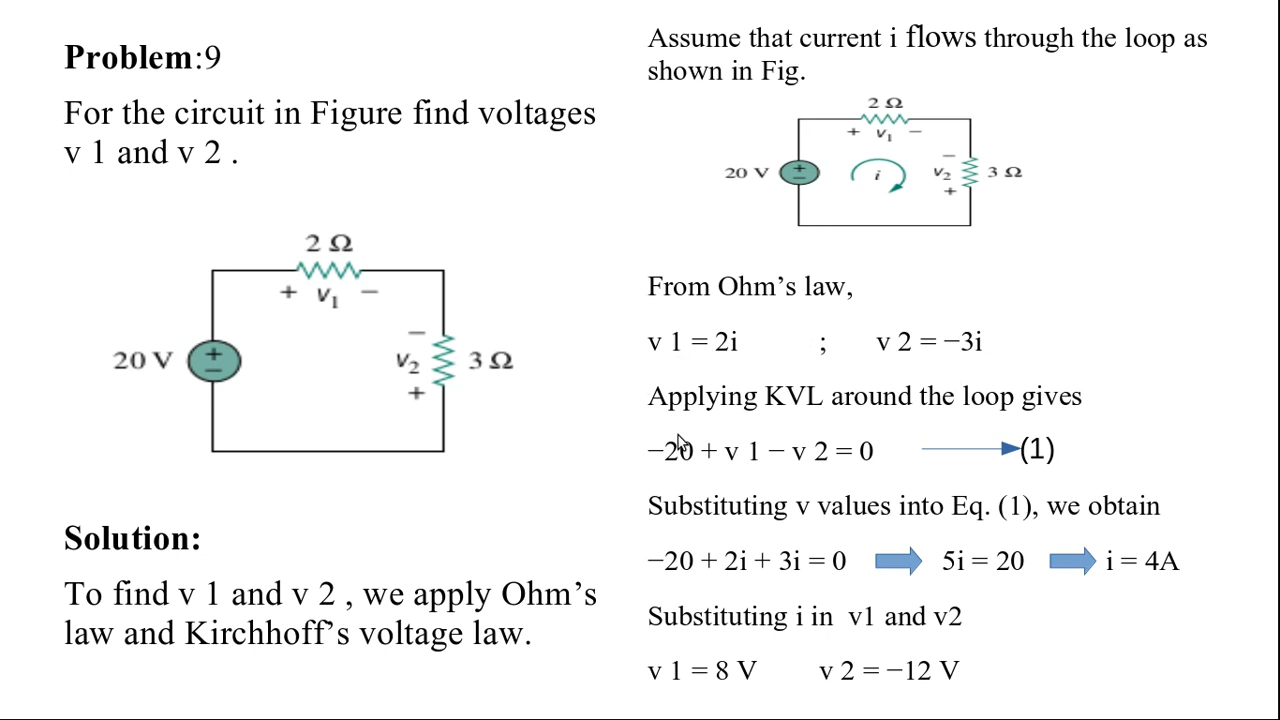 Problem:9
For the circuit in Figure find voltages
v 1 and v 2 .
2 Ω
+ v₁ −
20 V
+
−
−
v₂
+
3 Ω
Solution:
To find v 1 and v 2 , we apply Ohm’s
law and Kirchhoff’s voltage law.
Assume that current i flows through the loop as
shown in Fig.
2 Ω
+ v₁ −
20 V
+
−
i
−
v₂
+
3 Ω
From Ohm’s law,
v 1 = 2i ; v 2 = −3i
Applying KVL around the loop gives
−20 + v 1 − v 2 = 0 (1)
Substituting v values into Eq. (1), we obtain
−20 + 2i + 3i = 0 5i = 20 i = 4A
Substituting i in v1 and v2
v 1 = 8 V v 2 = −12 V